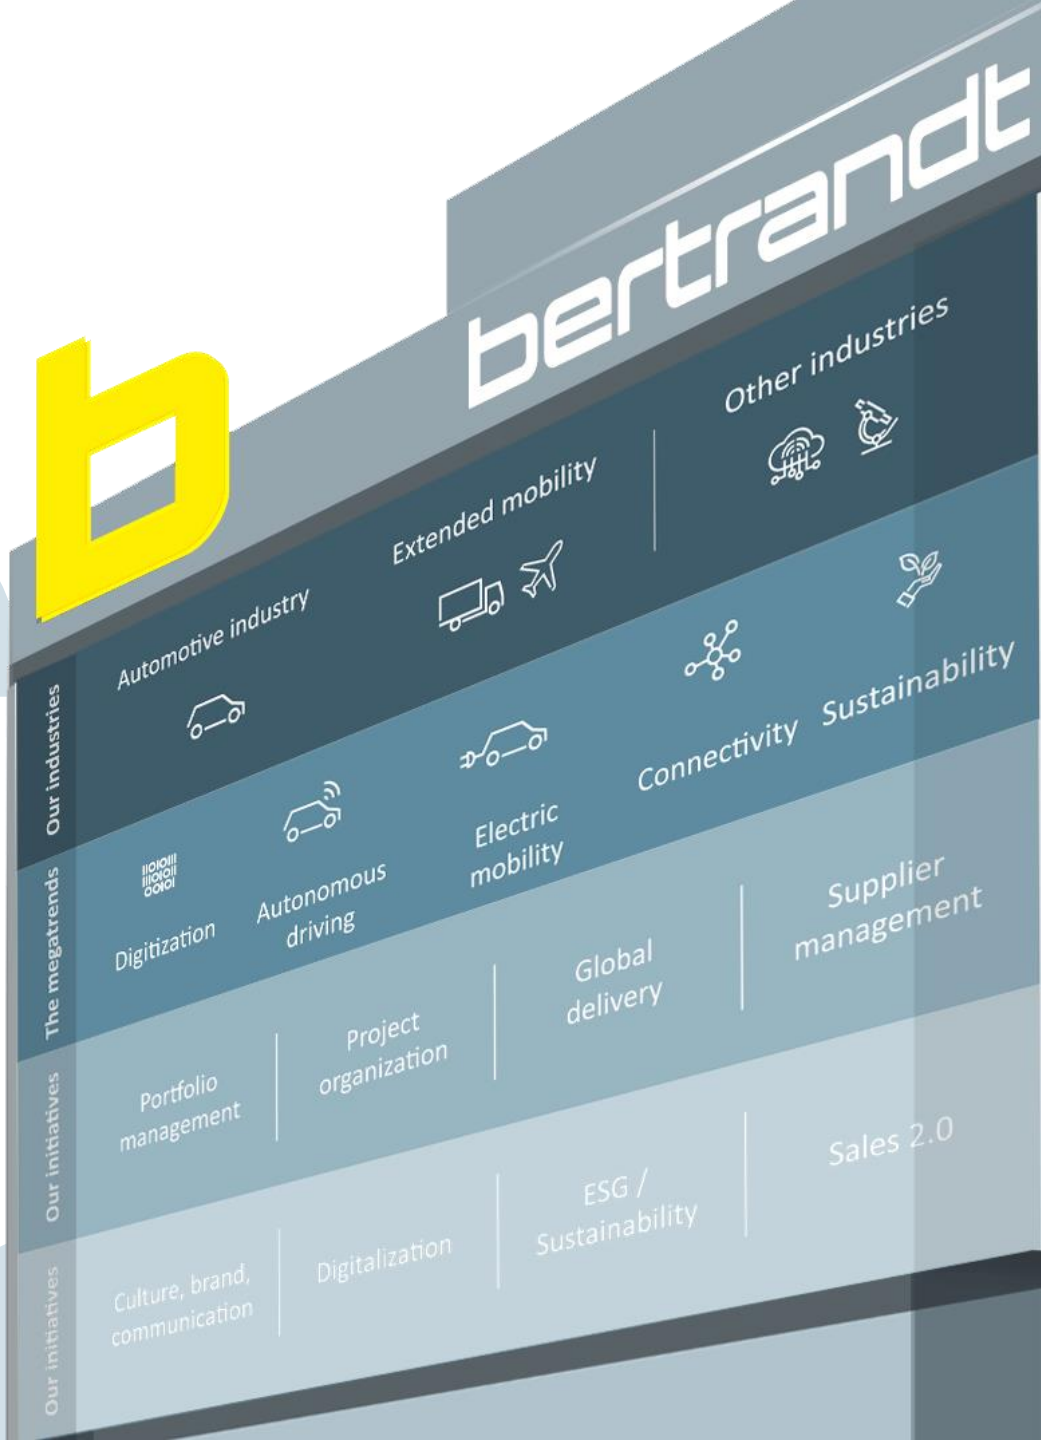 b
bertrandt
Our industries
Automotive industry
Extended mobility
Other industries
The megatrends
Digitization
Autonomous
driving
Electric
mobility
Connectivity
Sustainability
Our initiatives
Portfolio
management
Project
organization
Global
delivery
Supplier
management
Our initiatives
Culture, brand,
communication
Digitalization
ESG /
Sustainability
Sales 2.0